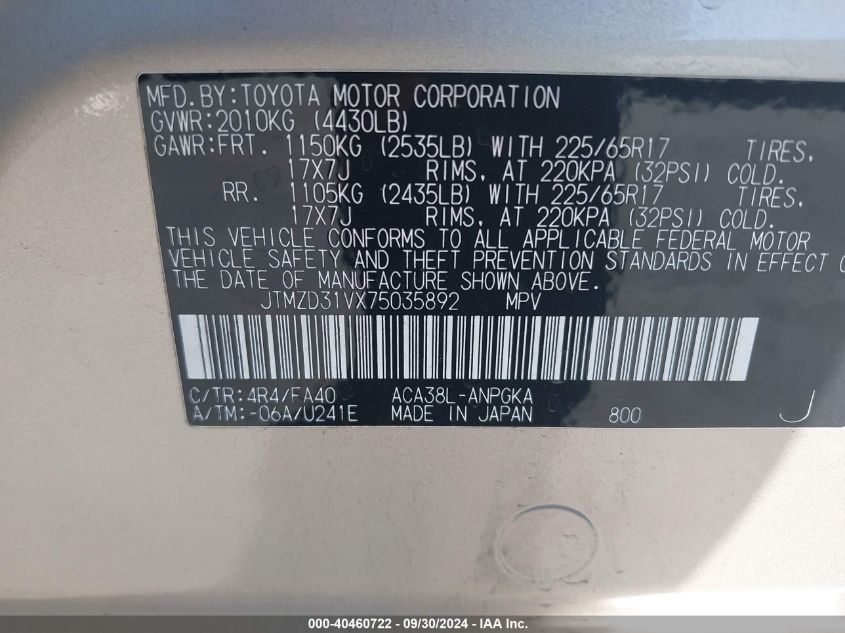 MFD.BY:TOYOTA MOTOR CORPORATION
GVWR:2010KG (4430LB)
GAWR:FRT. 1150KG (2535LB) WITH 225/65R17 TIRES,
17X7J RIMS, AT 220KPA (32PSI) COLD.
RR. 1105KG (2435LB) WITH 225/65R17 TIRES,
17X7J RIMS, AT 220KPA (32PSI) COLD.
THIS VEHICLE CONFORMS TO ALL APPLICABLE FEDERAL MOTOR
VEHICLE SAFETY AND THEFT PREVENTION STANDARDS IN EFFECT
THE DATE OF MANUFACTURE SHOWN ABOVE.
JTMZD31VX75035892 MPV
C/TR:4R4/FA40 ACA38L-ANPGKA
A/TM:-06A/U241E MADE IN JAPAN 800 J
000-40460722 - 09/30/2024 - IAA Inc.